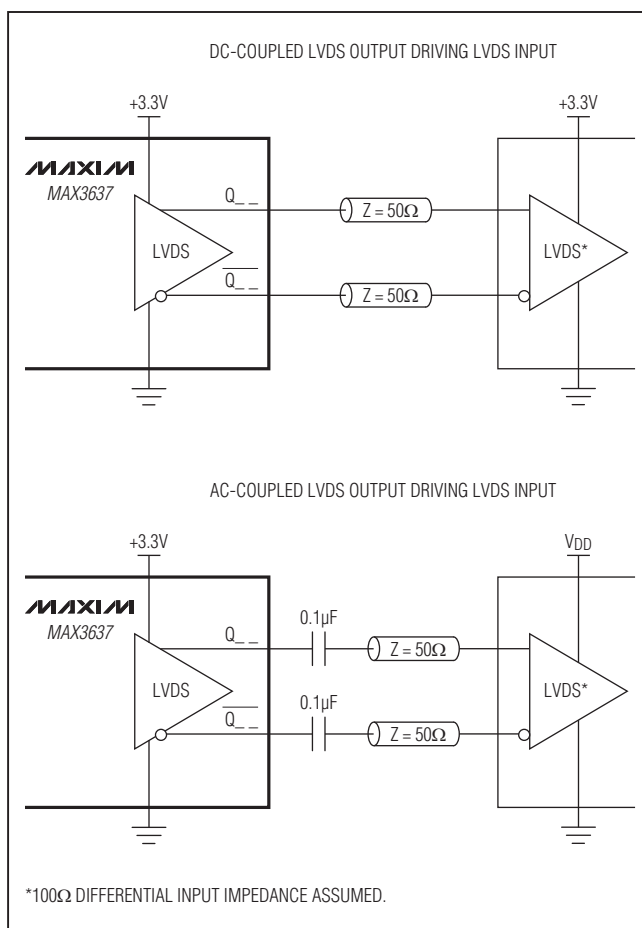 DC-COUPLED LVDS OUTPUT DRIVING LVDS INPUT
+3.3V
+3.3V
MAXIM
MAX3637
Q_ _
Z = 50Ω
LVDS
LVDS*
Q_ _
Z = 50Ω
AC-COUPLED LVDS OUTPUT DRIVING LVDS INPUT
+3.3V
VDD
MAXIM
MAX3637
0.1µF
Q_ _
Z = 50Ω
LVDS
LVDS*
0.1µF
Q_ _
Z = 50Ω
*100Ω DIFFERENTIAL INPUT IMPEDANCE ASSUMED.